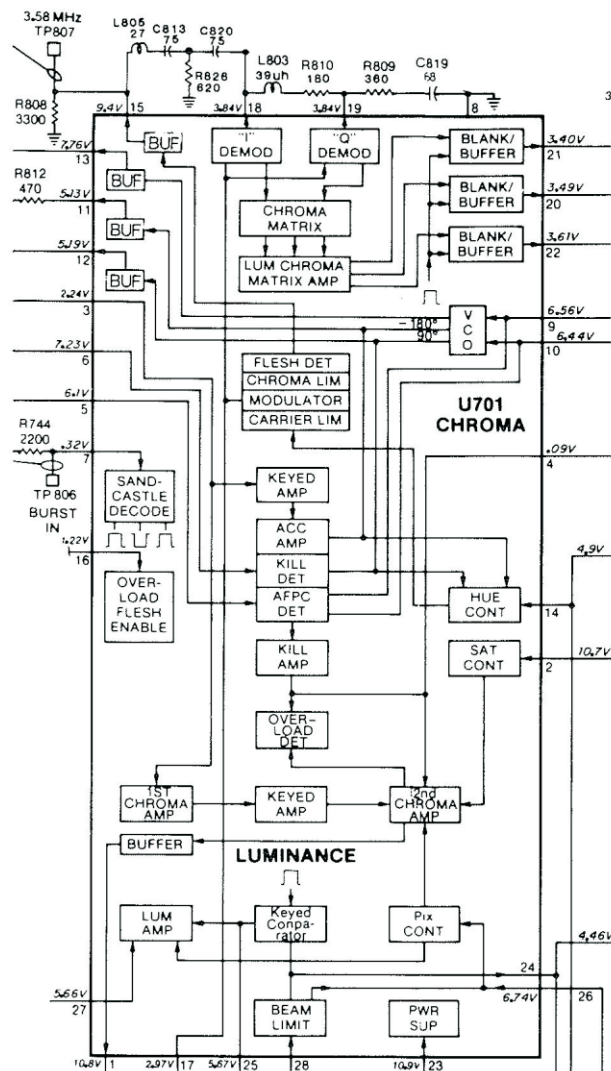 3.58 MHz
TP807
L805
27
C813
75
C820
75
R826
620
L803
39uh
R810
180
R809
360
C819
68
R808
3300
9.4V
15
3.84V
18
3.84V
19
8
7.76V
13
BUF
"I"
DEMOD
"Q"
DEMOD
BLANK/
BUFFER
3.40V
21
R812
470
5.13V
11
BUF
BLANK/
BUFFER
3.49V
20
CHROMA
MATRIX
5.19V
12
BUF
BLANK/
BUFFER
3.61V
22
LUM CHROMA
MATRIX AMP
BUF
2.24V
3
-180°
90°
V
C
O
6.56V
9
6.44V
10
7.23V
6
FLESH DET
CHROMA LIM
MODULATOR
CARRIER LIM
U701
CHROMA
6.1V
5
R744
2200
.32V
7
.09V
4
TP 806
BURST
IN
SAND-
CASTLE
DECODE
KEYED
AMP
ACC
AMP
1.22V
16
KILL
DET
4.9V
OVER-
LOAD
FLESH
ENABLE
AFPC
DET
HUE
CONT
14
KILL
AMP
SAT
CONT
10.7V
2
OVER-
LOAD
DET
1ST
CHROMA
AMP
KEYED
AMP
2nd
CHROMA
AMP
BUFFER
LUMINANCE
LUM
AMP
Keyed
Conpa-
rator
Pix
CONT
4.46V
24
5.66V
27
6.74V
26
BEAM
LIMIT
PWR
SUP
10.8V
1
2.97V
17
5.67V
25
28
10.9V
23